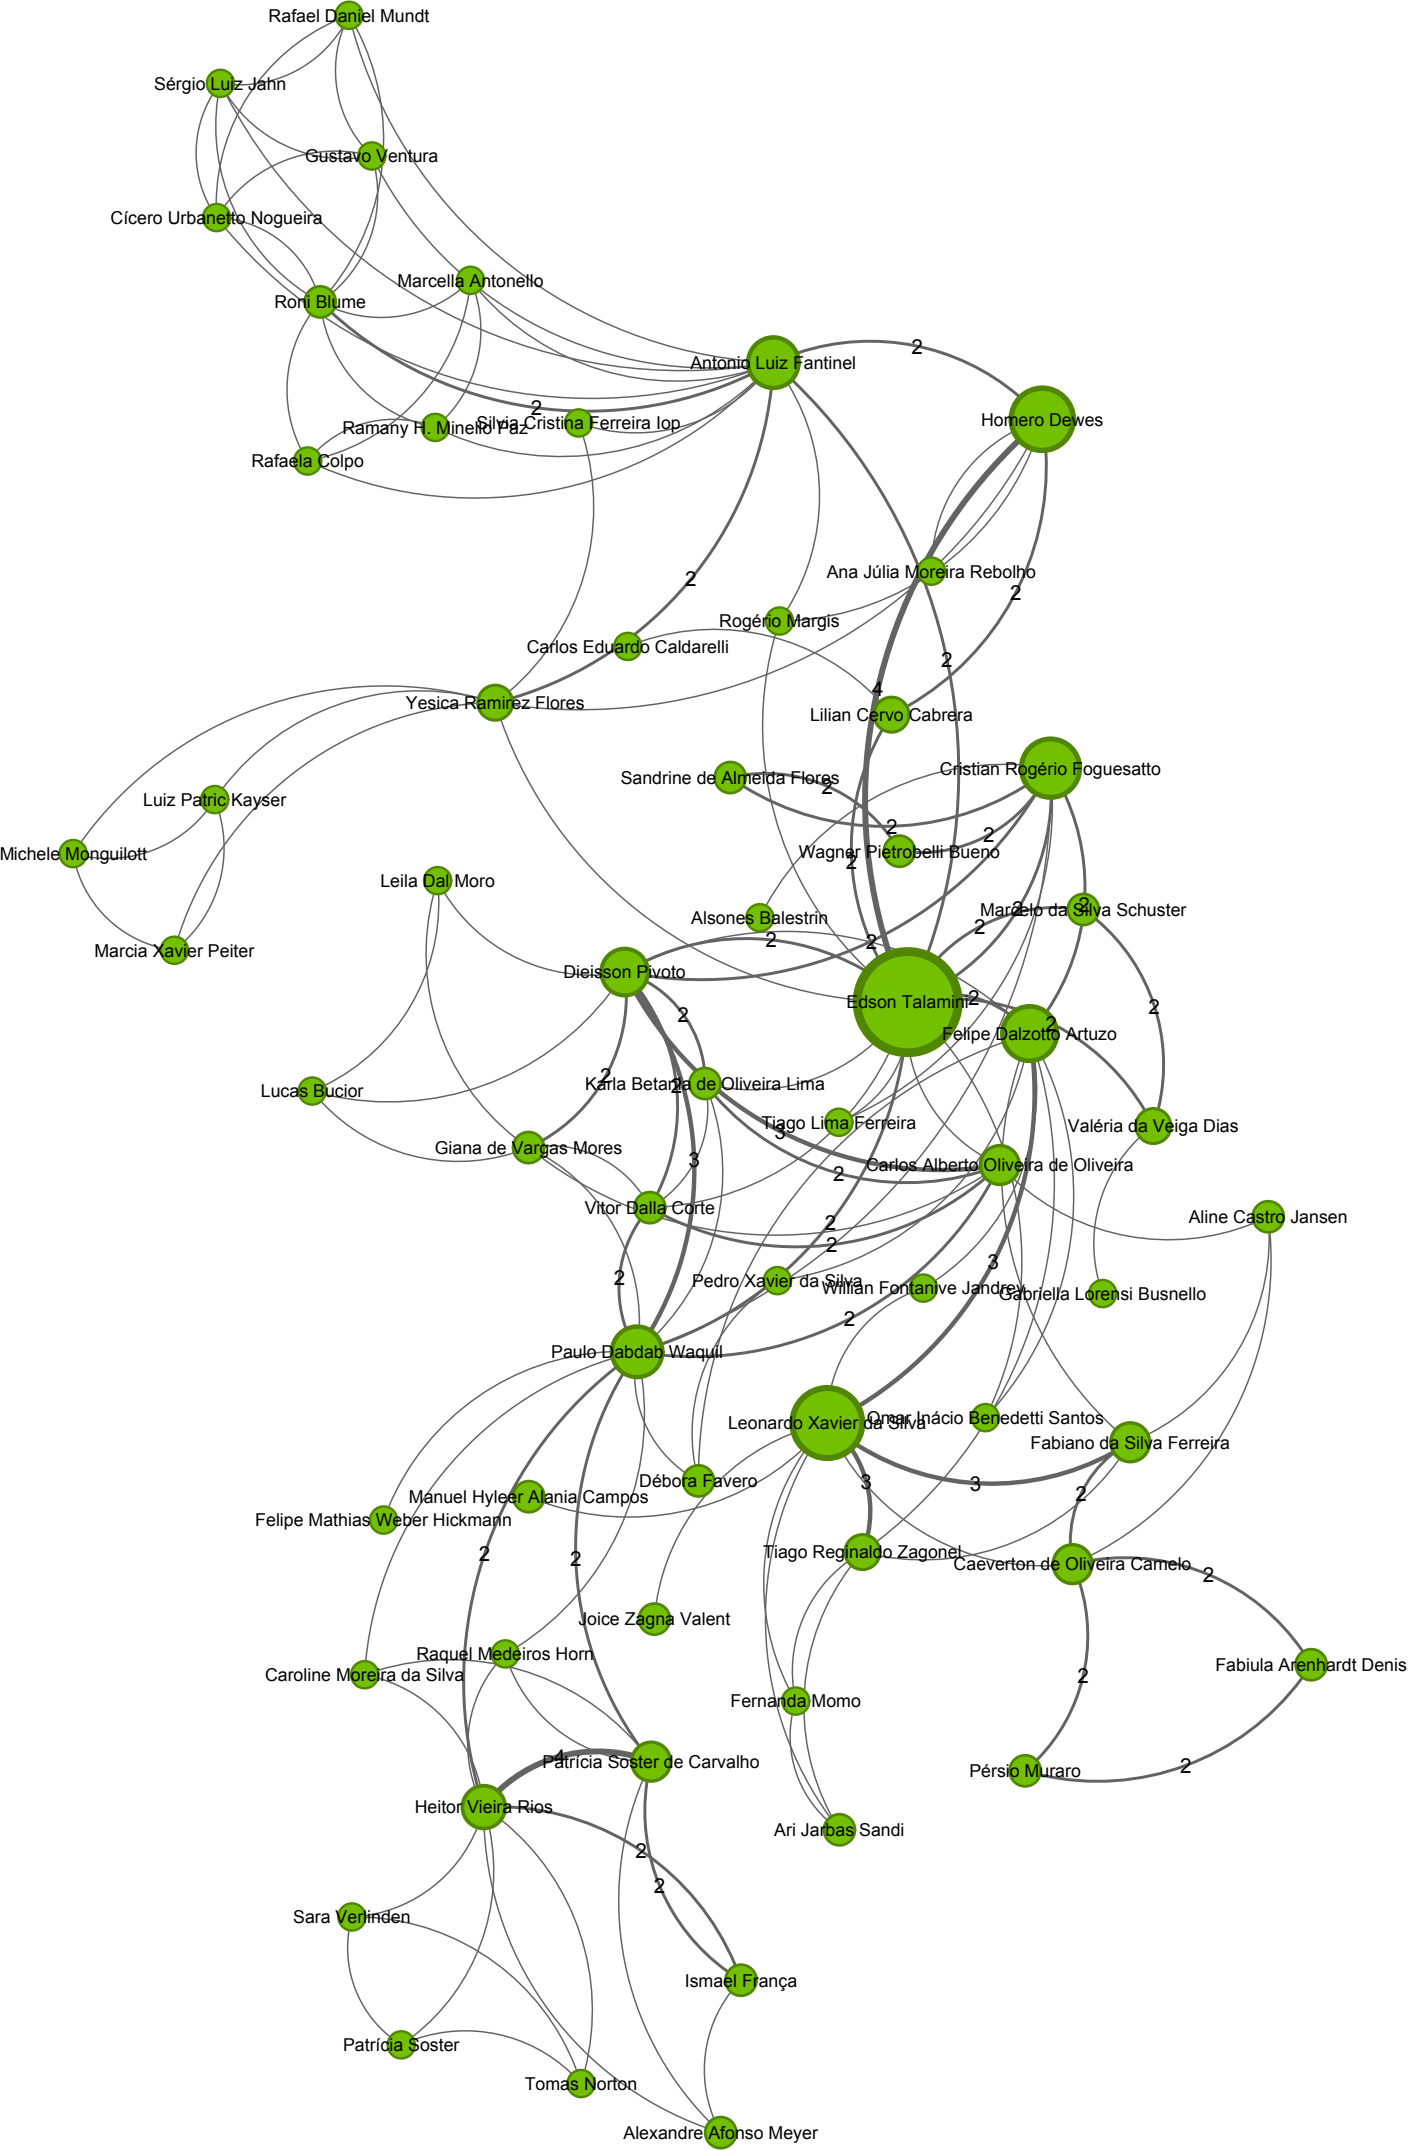 Rafael Daniel Mundt
Sérgio Luiz Jahn
Gustavo Ventura
Cícero Urbanetto Nogueira
Marcella Antonello
Roni Blume
2
Antonio Luiz Fantinel
2
Homero Dewes
Ramany H. Minello Paz
Silvia Cristina Ferreira Iop
Rafaela Colpo
Ana Júlia Moreira Rebolho
2
2
Rogério Margis
Carlos Eduardo Caldarelli
2
4
Yesica Ramirez Flores
Lilian Cervo Cabrera
Cristian Rogério Foguesatto
Sandrine de Almeida Flores
2
Luiz Patric Kayser
2
2
Michele Monguilott
Wagner Pietrobelli Bueno
2
Leila Dal Moro
Alsones Balestrin
Marcelo da Silva Schuster
2
2
2
2
2
Marcia Xavier Peiter
Dieisson Pivoto
Edson Talamini
2
2
2
Felipe Dalzotto Artuzo
2
2
2
Karla Betania de Oliveira Lima
Lucas Bucior
Tiago Lima Ferreira
3
Valéria da Veiga Dias
Giana de Vargas Mores
3
Carlos Alberto Oliveira de Oliveira
2
Vitor Dalla Corte
Aline Castro Jansen
2
2
2
3
Pedro Xavier da Silva
Willian Fontanive Jandrey
Gabriella Lorensi Busnello
2
Paulo Dabdab Waquil
Leonardo Xavier da Silva
Omar Inácio Benedetti Santos
Fabiano da Silva Ferreira
Débora Favero
3
3
2
Manuel Hyleer Alania Campos
Felipe Mathias Weber Hickmann
2
2
Tiago Reginaldo Zagonel
Caeverton de Oliveira Camelo
2
Joice Zagna Valent
Raquel Medeiros Horn
Caroline Moreira da Silva
Fabiula Arenhardt Denis
2
Fernanda Momo
4
Patrícia Soster de Carvalho
Pérsio Muraro
2
Heitor Vieira Rios
Ari Jarbas Sandi
2
2
Sara Verlinden
Ismael França
Patrícia Soster
Tomas Norton
Alexandre Afonso Meyer